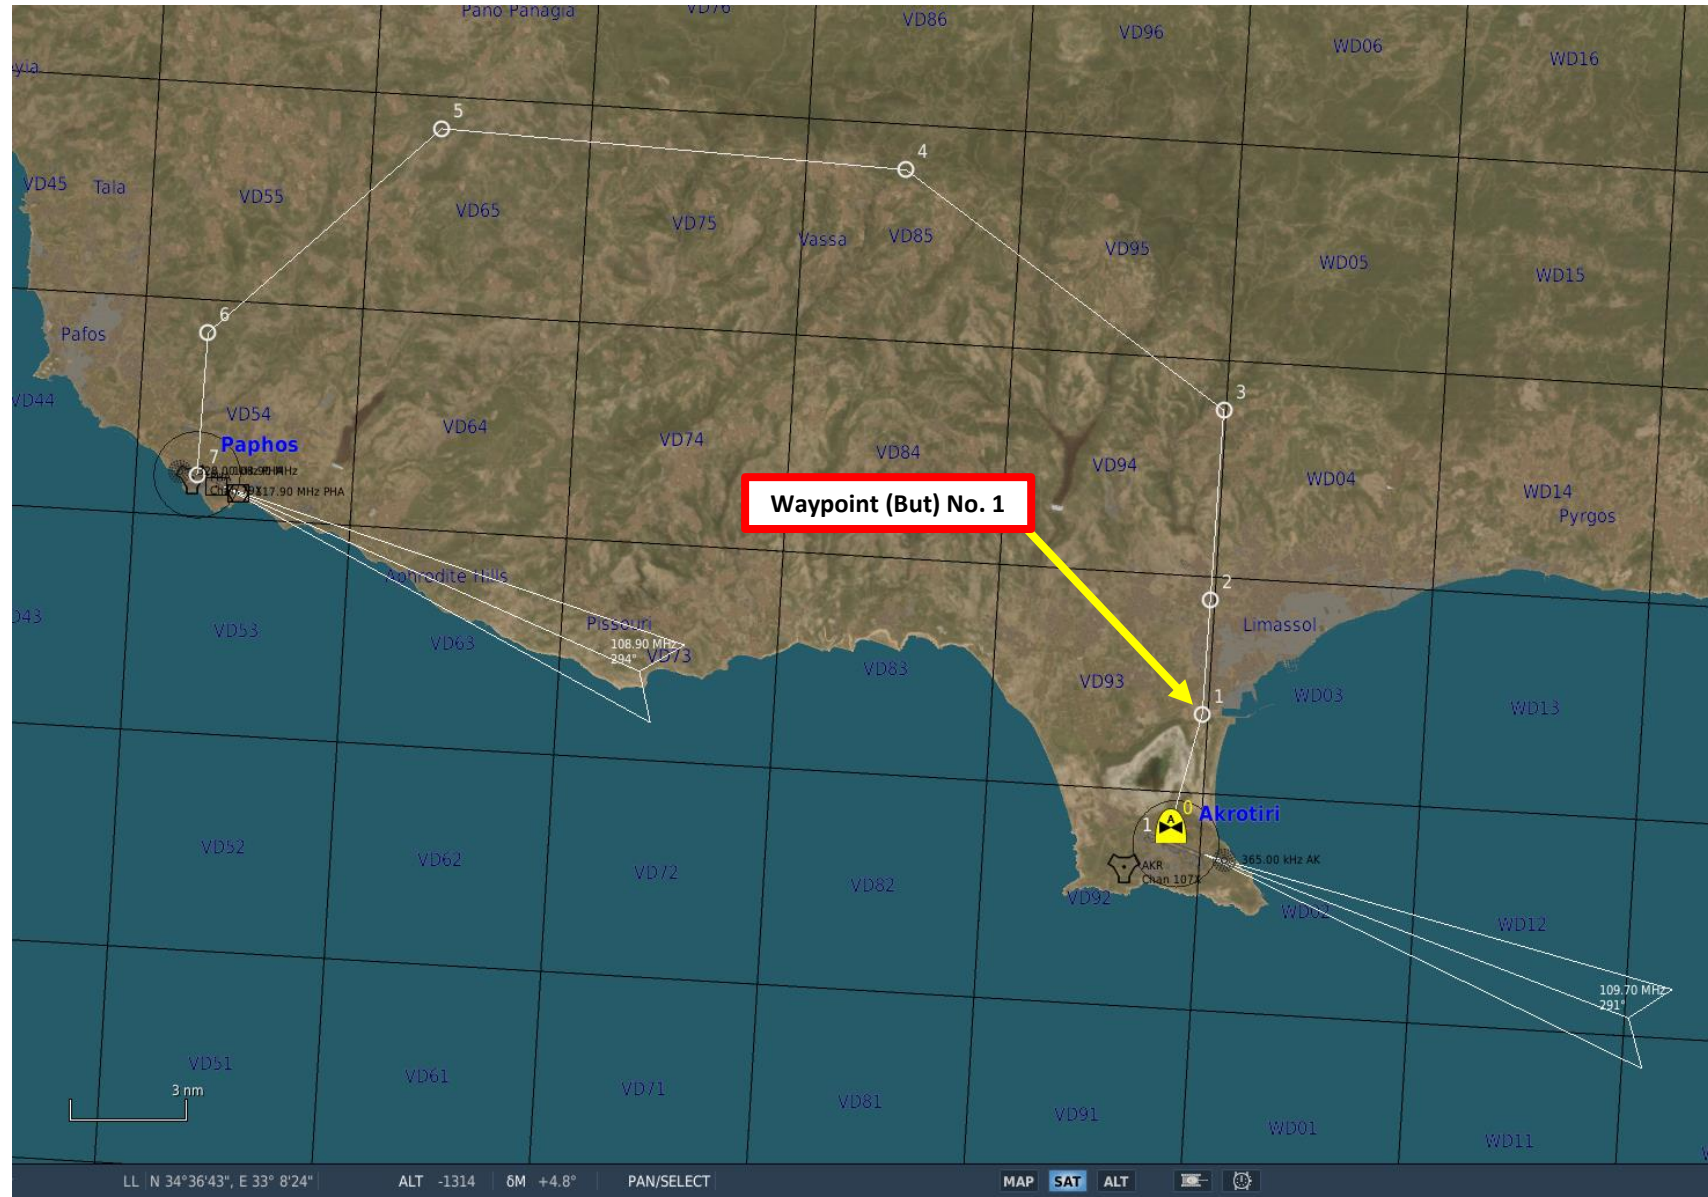 Pano Panagia
VD76
VD86
VD96
WD06
WD16
yia
5
4
VD45
Tala
VD55
VD65
VD75
Vassa
VD85
VD95
WD05
WD15
6
Pafos
3
VD44
VD54
VD64
VD74
VD84
VD94
WD04
WD14
Pyrgos
Paphos
7
PHA
317.90 MHz PHA
Waypoint (But) No. 1
Aphrodite Hills
2
D43
VD53
VD63
Pissouri
108.90 MHz
294°
VD73
VD83
VD93
Limassol
1
WD03
WD13
0
Akrotiri
A
1
AKR
Chan 107X
365.00 kHz AK
VD52
VD62
VD72
VD82
VD92
WD02
WD12
109.70 MHz
291°
VD51
VD61
VD71
VD81
VD91
WD01
WD11
3 nm
LL N 34°36'43", E 33° 8'24" ALT -1314 δM +4.8° PAN/SELECT MAP SAT ALT